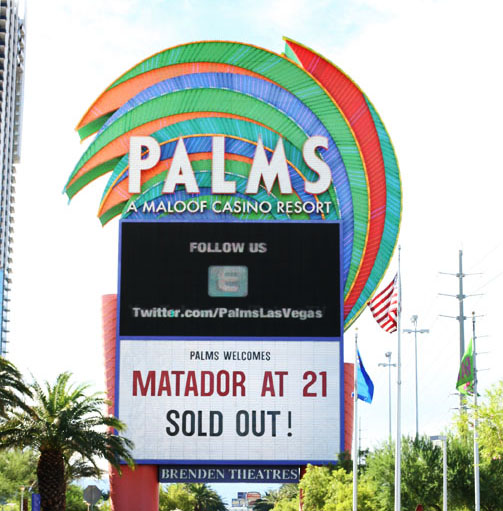 PALMS
A MALOOF CASINO RESORT
FOLLOW US
Twitter.com/PalmsLasVegas
PALMS WELCOMES
MATADOR AT 21
SOLD OUT!
BRENDEN THEATRES